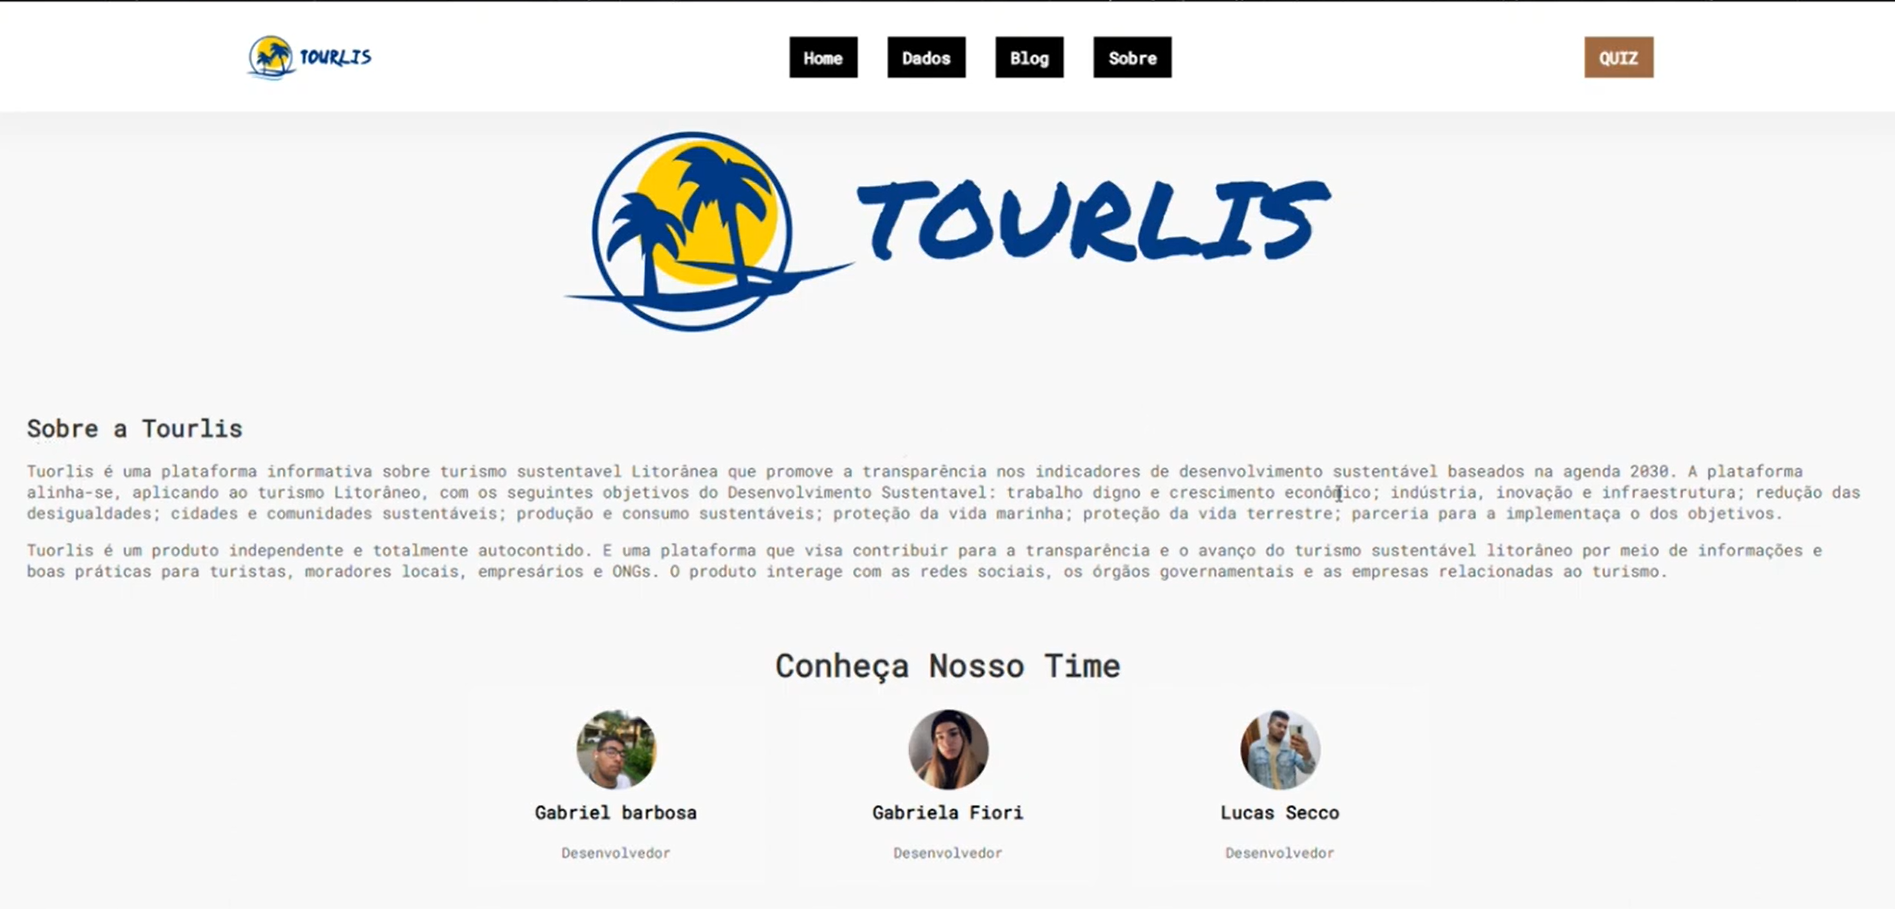 TOURLIS
Home
Dados
Blog
Sobre
QUIZ
TOURLIS
Sobre a Tourlis
Tuorlis é uma plataforma informativa sobre turismo sustentavel Litorânea que promove a transparência nos indicadores de desenvolvimento sustentável baseados na agenda 2030. A plataforma
alinha-se, aplicando ao turismo Litorâneo, com os seguintes objetivos do Desenvolvimento Sustentavel: trabalho digno e crescimento econômico; indústria, inovação e infraestrutura; redução das
desigualdades; cidades e comunidades sustentáveis; produção e consumo sustentáveis; proteção da vida marinha; proteção da vida terrestre; parceria para a implementaça o dos objetivos.
Tuorlis é um produto independente e totalmente autocontido. E uma plataforma que visa contribuir para a transparência e o avanço do turismo sustentável litorâneo por meio de informações e
boas práticas para turistas, moradores locais, empresários e ONGs. O produto interage com as redes sociais, os órgãos governamentais e as empresas relacionadas ao turismo.
Conheça Nosso Time
Gabriel barbosa
Gabriela Fiori
Lucas Secco
Desenvolvedor
Desenvolvedor
Desenvolvedor